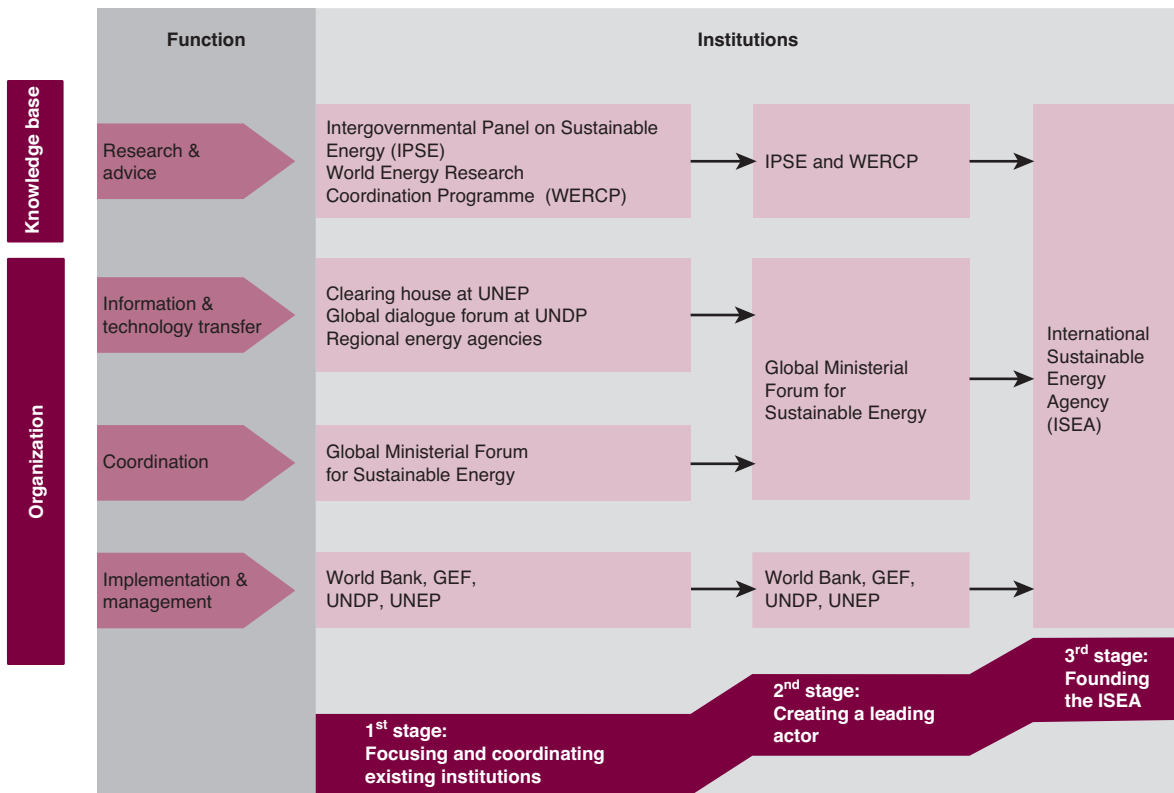 Function
Institutions
Knowledge base
Research &
advice
Intergovernmental Panel on Sustainable
Energy (IPSE)
World Energy Research
Coordination Programme (WERCP)
IPSE and WERCP
Organization
Information &
technology transfer
Clearing house at UNEP
Global dialogue forum at UNDP
Regional energy agencies
Coordination
Global Ministerial Forum
for Sustainable Energy
Global Ministerial
Forum for
Sustainable Energy
Implementation &
management
World Bank, GEF,
UNDP, UNEP
World Bank, GEF,
UNDP, UNEP
International
Sustainable
Energy
Agency
(ISEA)
1st stage:
Focusing and coordinating
existing institutions
2nd stage:
Creating a leading
actor
3rd stage:
Founding
the ISEA